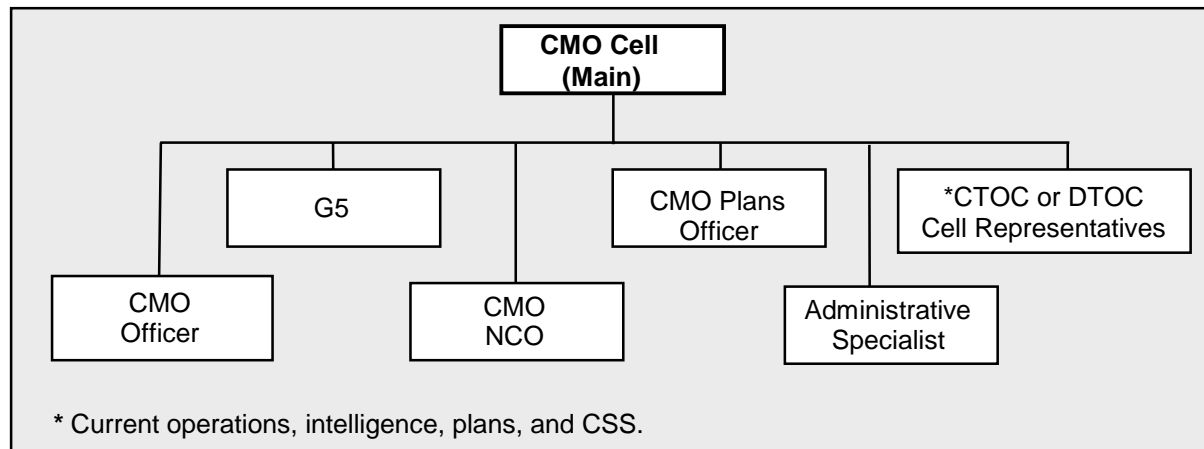 CMO Cell
(Main)
G5
CMO Plans
Officer
*CTOC or DTOC
Cell Representatives
CMO
Officer
CMO
NCO
Administrative
Specialist
* Current operations, intelligence, plans, and CSS.